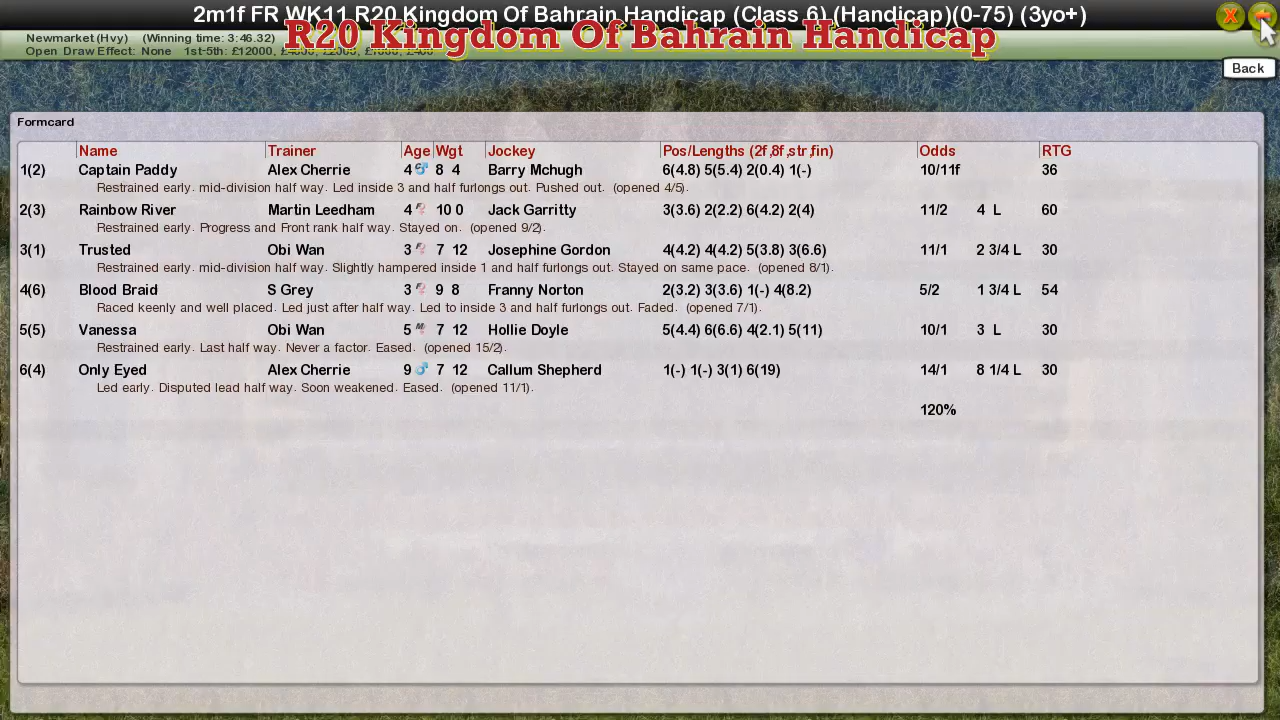 2m1f FR WK11 R20 Kingdom Of Bahrain Handicap (Class 6) (Handicap)(0-75) (3yo+)
R20 Kingdom Of Bahrain Handicap
Newmarket(Hvy) (Winning time: 3:46.32)
Open Draw Effect: None 1st-5th: £12000,
Back
Formcard
Name Trainer Age Wgt Jockey Pos/Lengths (2f,8f,str,fin) Odds RTG
1(2) Captain Paddy Alex Cherrie 4 8 4 Barry Mchugh 6(4.8) 5(5.4) 2(0.4) 1(-) 10/11f 36
Restrained early. mid-division half way. Led inside 3 and half furlongs out. Pushed out. (opened 4/5).
2(3) Rainbow River Martin Leedham 4 10 0 Jack Garritty 3(3.6) 2(2.2) 6(4.2) 2(4) 11/2 4 L 60
Restrained early. Progress and Front rank half way. Stayed on. (opened 9/2).
3(1) Trusted Obi Wan 3 7 12 Josephine Gordon 4(4.2) 4(4.2) 5(3.8) 3(6.6) 11/1 2 3/4 L 30
Restrained early. mid-division half way. Slightly hampered inside 1 and half furlongs out. Stayed on same pace. (opened 8/1).
4(6) Blood Braid S Grey 3 9 8 Franny Norton 2(3.2) 3(3.6) 1(-) 4(8.2) 5/2 1 3/4 L 54
Raced keenly and well placed. Led just after half way. Led to inside 3 and half furlongs out. Faded. (opened 7/1).
5(5) Vanessa Obi Wan 5 7 12 Hollie Doyle 5(4.4) 6(6.6) 4(2.1) 5(11) 10/1 3 L 30
Restrained early. Last half way. Never a factor. Eased. (opened 15/2).
6(4) Only Eyed Alex Cherrie 9 7 12 Callum Shepherd 1(-) 1(-) 3(1) 6(19) 14/1 8 1/4 L 30
Led early. Disputed lead half way. Soon weakened. Eased. (opened 11/1).
120%